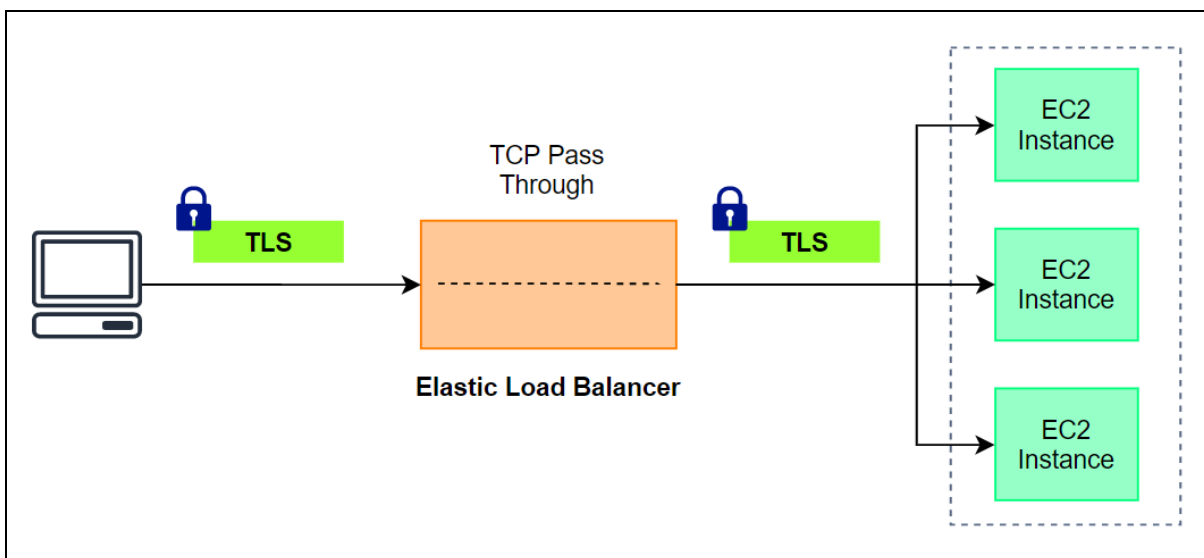 TCP Pass
Through
TLS
TLS
Elastic Load Balancer
EC2
Instance
EC2
Instance
EC2
Instance